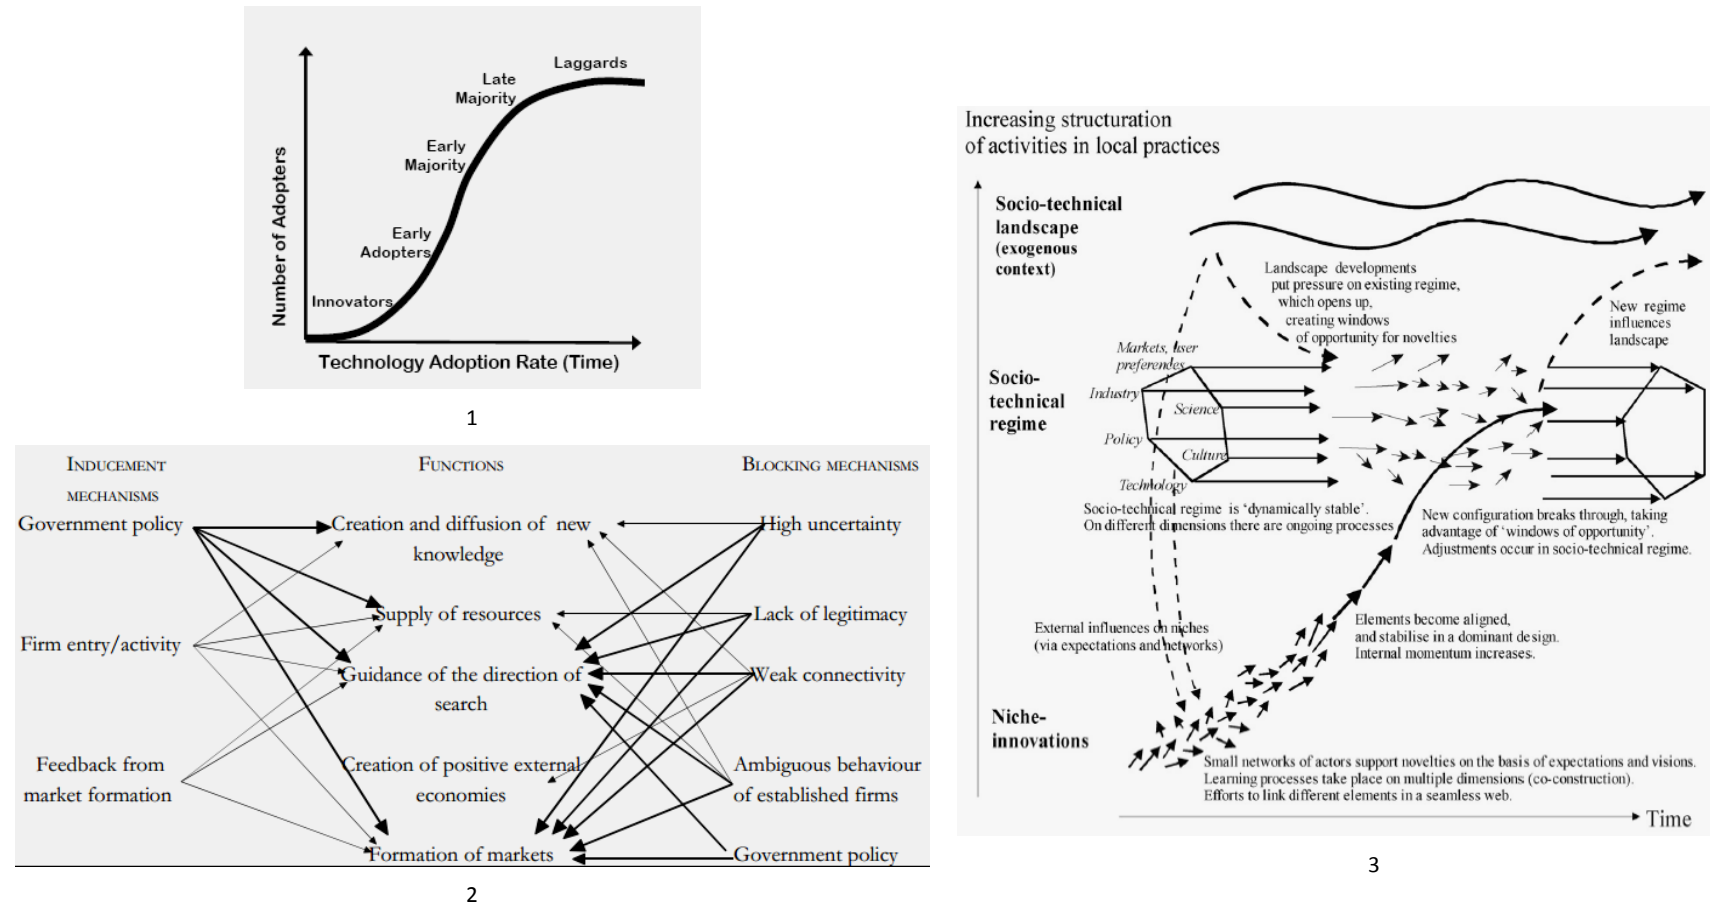 Number of Adopters
Laggards
Late
Majority
Early
Majority
Early
Adopters
Innovators
Technology Adoption Rate (Time)
1
INDUCEMENT
MECHANISMS
FUNCTIONS
BLOCKING MECHANISMS
Government policy
Creation and diffusion of new
knowledge
High uncertainty
Supply of resources
Lack of legitimacy
Firm entry/activity
Guidance of the direction of
search
Weak connectivity
Feedback from
market formation
Creation of positive external
economies
Ambiguous behaviour
of established firms
Formation of markets
Government policy
2
Increasing structuration
of activities in local practices
Socio-technical
landscape
(exogenous
context)
Landscape developments
put pressure on existing regime,
which opens up,
creating windows
of opportunity for novelties
New regime
influences
landscape
Socio-
technical
regime
Markets, user
preferences
Industry
Science
Policy
Culture
Technology
Socio-technical regime is ‘dynamically stable’.
On different dimensions there are ongoing processes
New configuration breaks through, taking
advantage of ‘windows of opportunity’.
Adjustments occur in socio-technical regime.
Elements become aligned,
and stabilise in a dominant design.
Internal momentum increases.
External influences on niches
(via expectations and networks)
Niche-
innovations
Small networks of actors support novelties on the basis of expectations and visions.
Learning processes take place on multiple dimensions (co-construction).
Efforts to link different elements in a seamless web.
Time
3